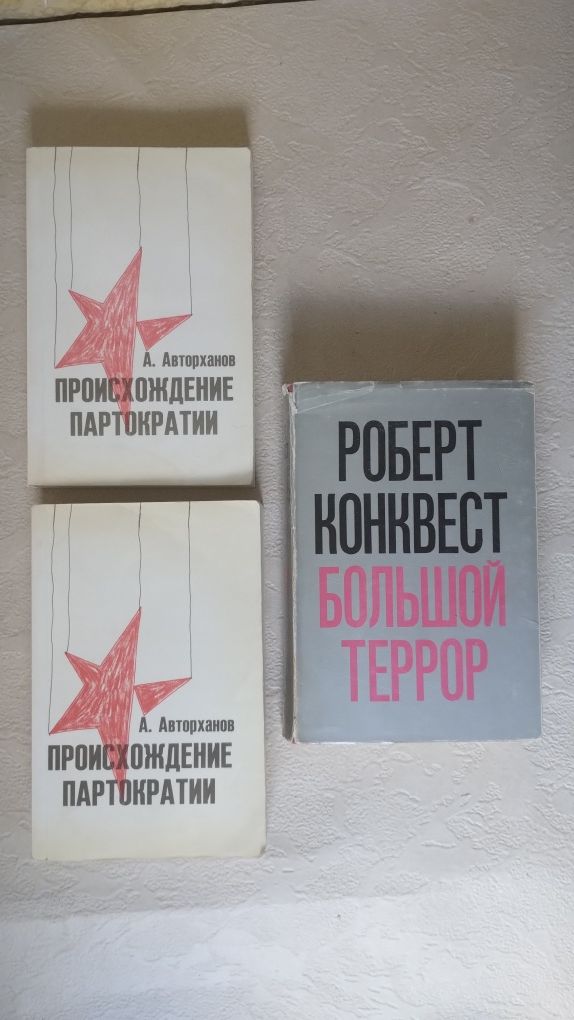 А. Авторханов
ПРОИСХОЖДЕНИЕ
ПАРТОКРАТИИ
А. Авторханов
ПРОИСХОЖДЕНИЕ
ПАРТОКРАТИИ
РОБЕРТ
КОНКВЕСТ
БОЛЬШОЙ
ТЕРРОР